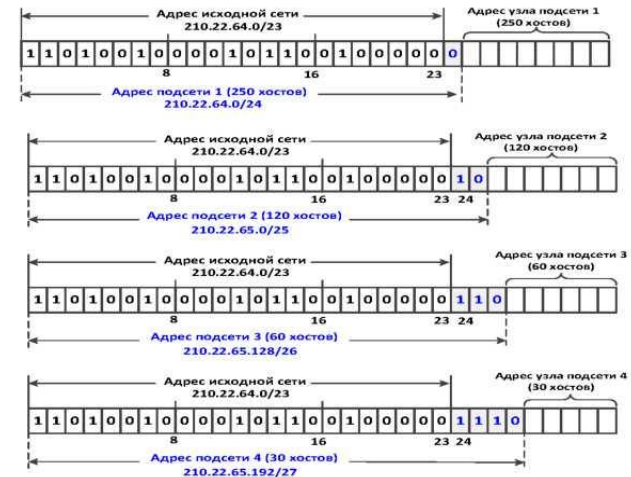 Адрес исходной сети
210.22.64.0/23
Адрес узла подсети 1
(250 хостов)
1 1 0 1 0 0 1 0 0 0 0 1 0 1 1 0 0 1 0 0 0 0 0 0
8 16 23
Адрес подсети 1 (250 хостов)
210.22.64.0/24
Адрес исходной сети
210.22.64.0/23
Адрес узла подсети 2
(120 хостов)
1 1 0 1 0 0 1 0 0 0 0 1 0 1 1 0 0 1 0 0 0 0 0 1 0
8 16 23 24
Адрес подсети 2 (120 хостов)
210.22.65.0/25
Адрес исходной сети
210.22.64.0/23
Адрес узла подсети 3
(60 хостов)
1 1 0 1 0 0 1 0 0 0 0 1 0 1 1 0 0 1 0 0 0 0 0 1 1 0
8 16 23 24
Адрес подсети 3 (60 хостов)
210.22.65.128/26
Адрес исходной сети
210.22.64.0/23
Адрес узла подсети 4
(30 хостов)
1 1 0 1 0 0 1 0 0 0 0 1 0 1 1 0 0 1 0 0 0 0 0 1 1 1 0
8 16 23 24
Адрес подсети 4 (30 хостов)
210.22.65.192/27